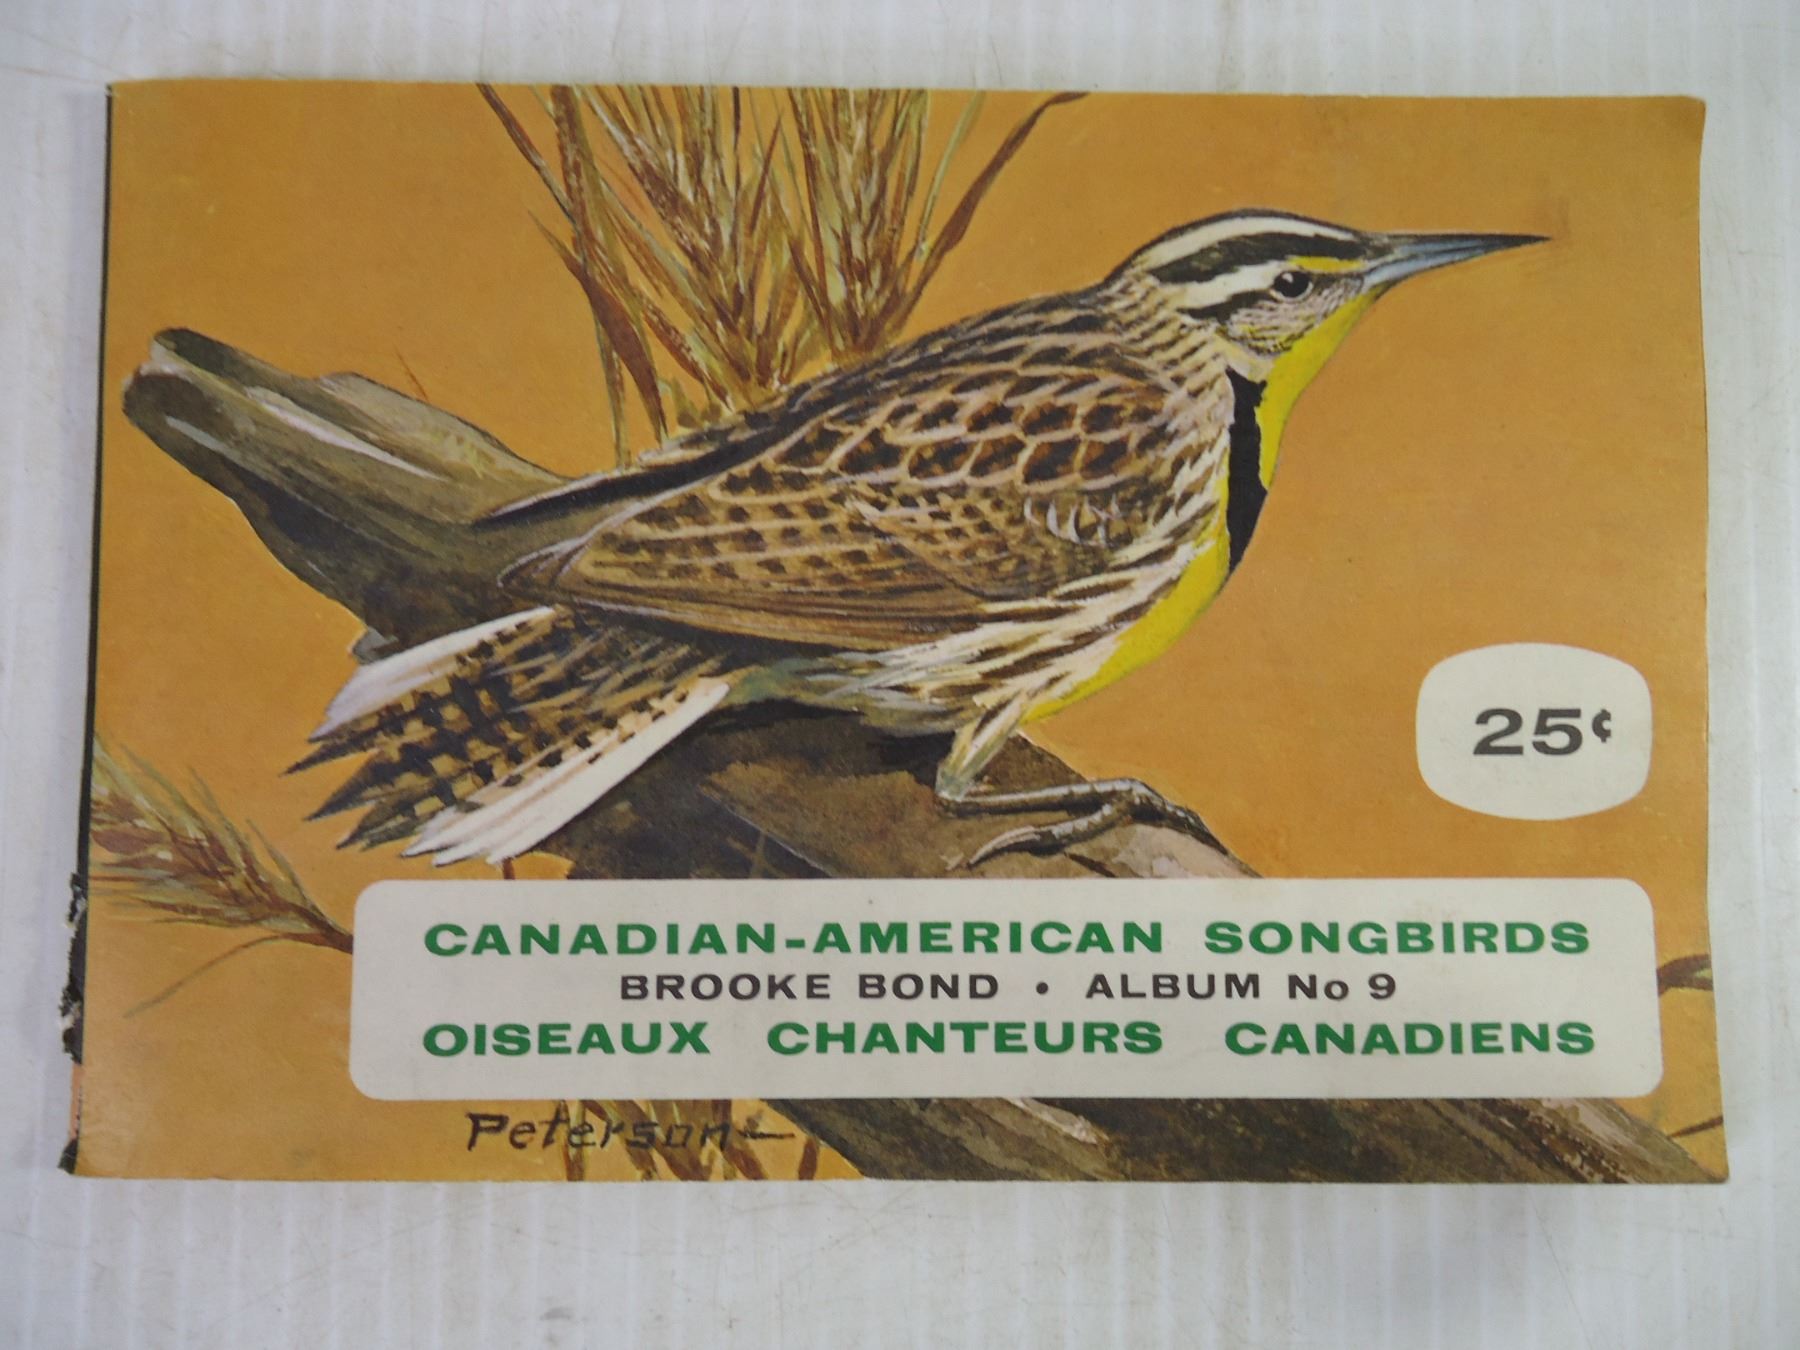 25¢
CANADIAN-AMERICAN SONGBIRDS
BROOKE BOND • ALBUM No 9
OISEAUX CHANTEURS CANADIENS
Peterson